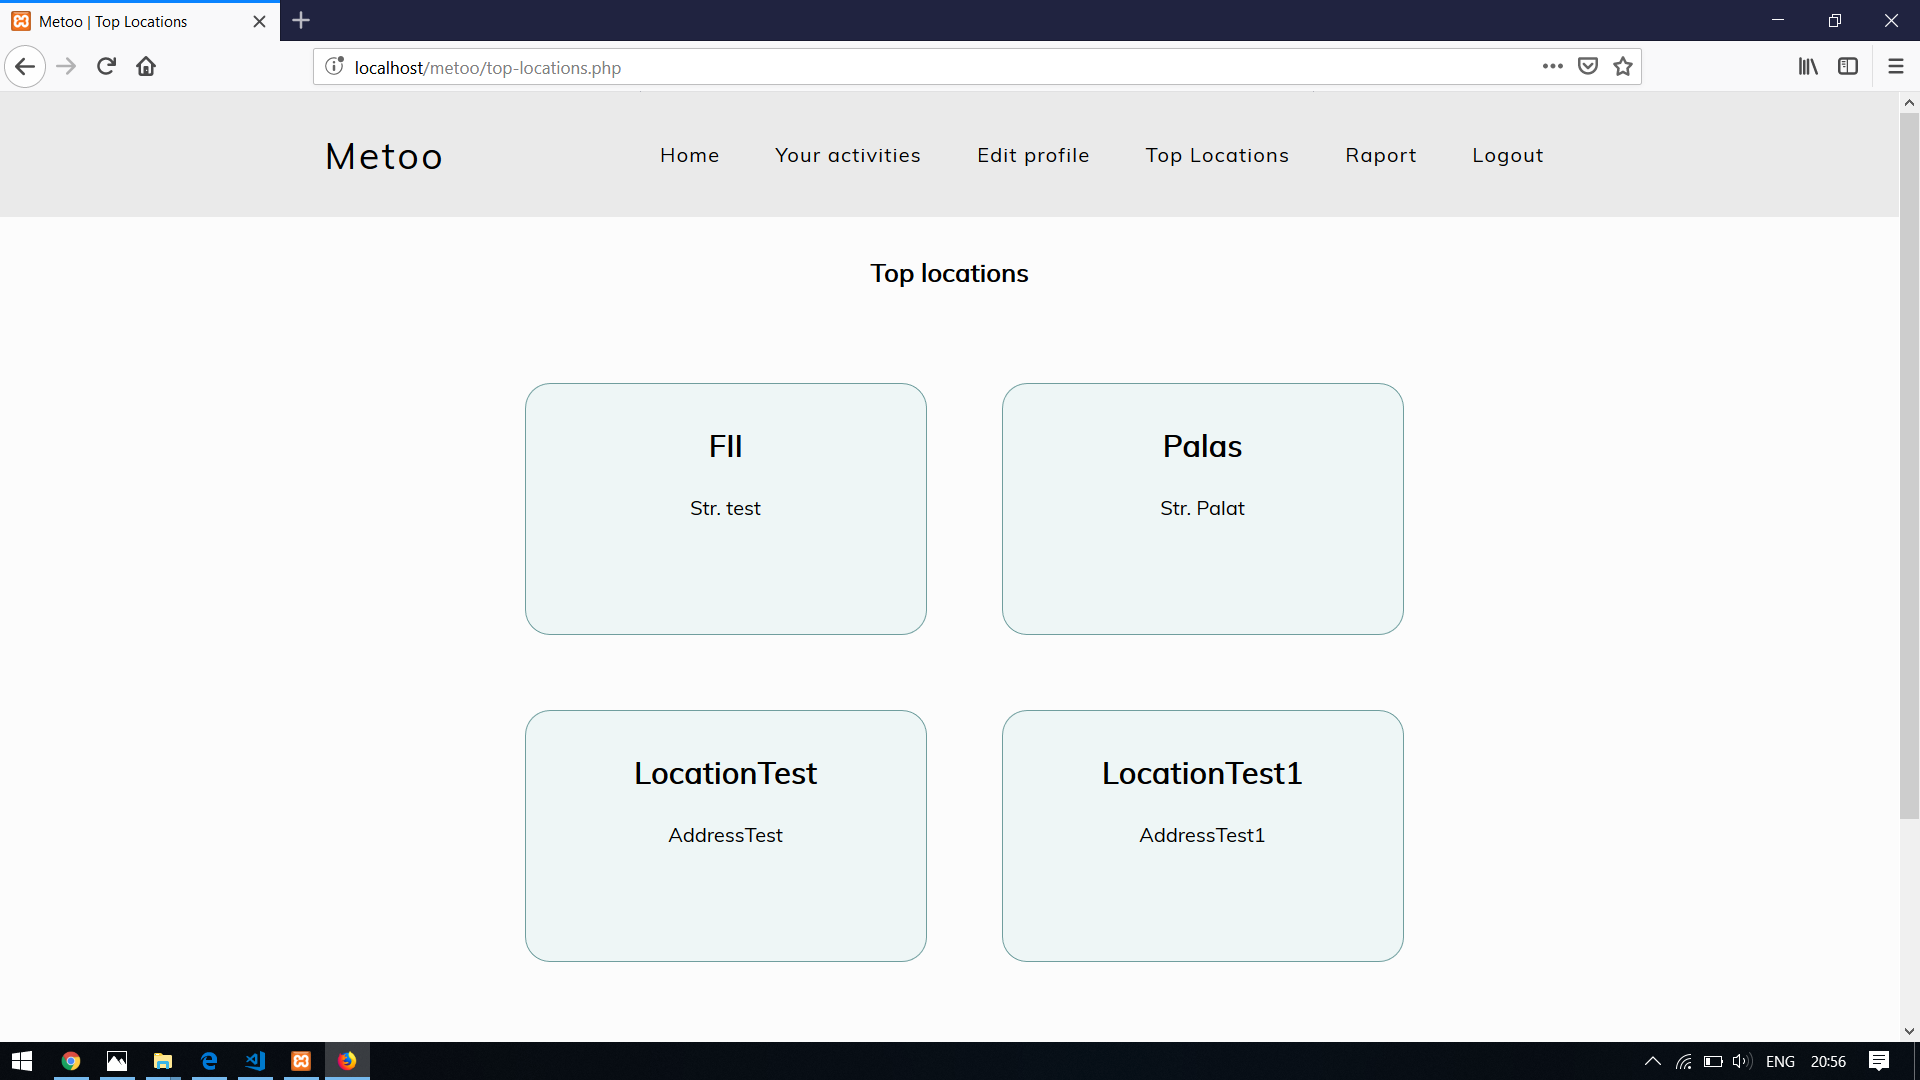 Metoo | Top Locations
localhost/metoo/top-locations.php
Metoo
Home
Your activities
Edit profile
Top Locations
Raport
Logout
Top locations
FII
Str. test
Palas
Str. Palat
LocationTest
AddressTest
LocationTest1
AddressTest1
ENG
20:56